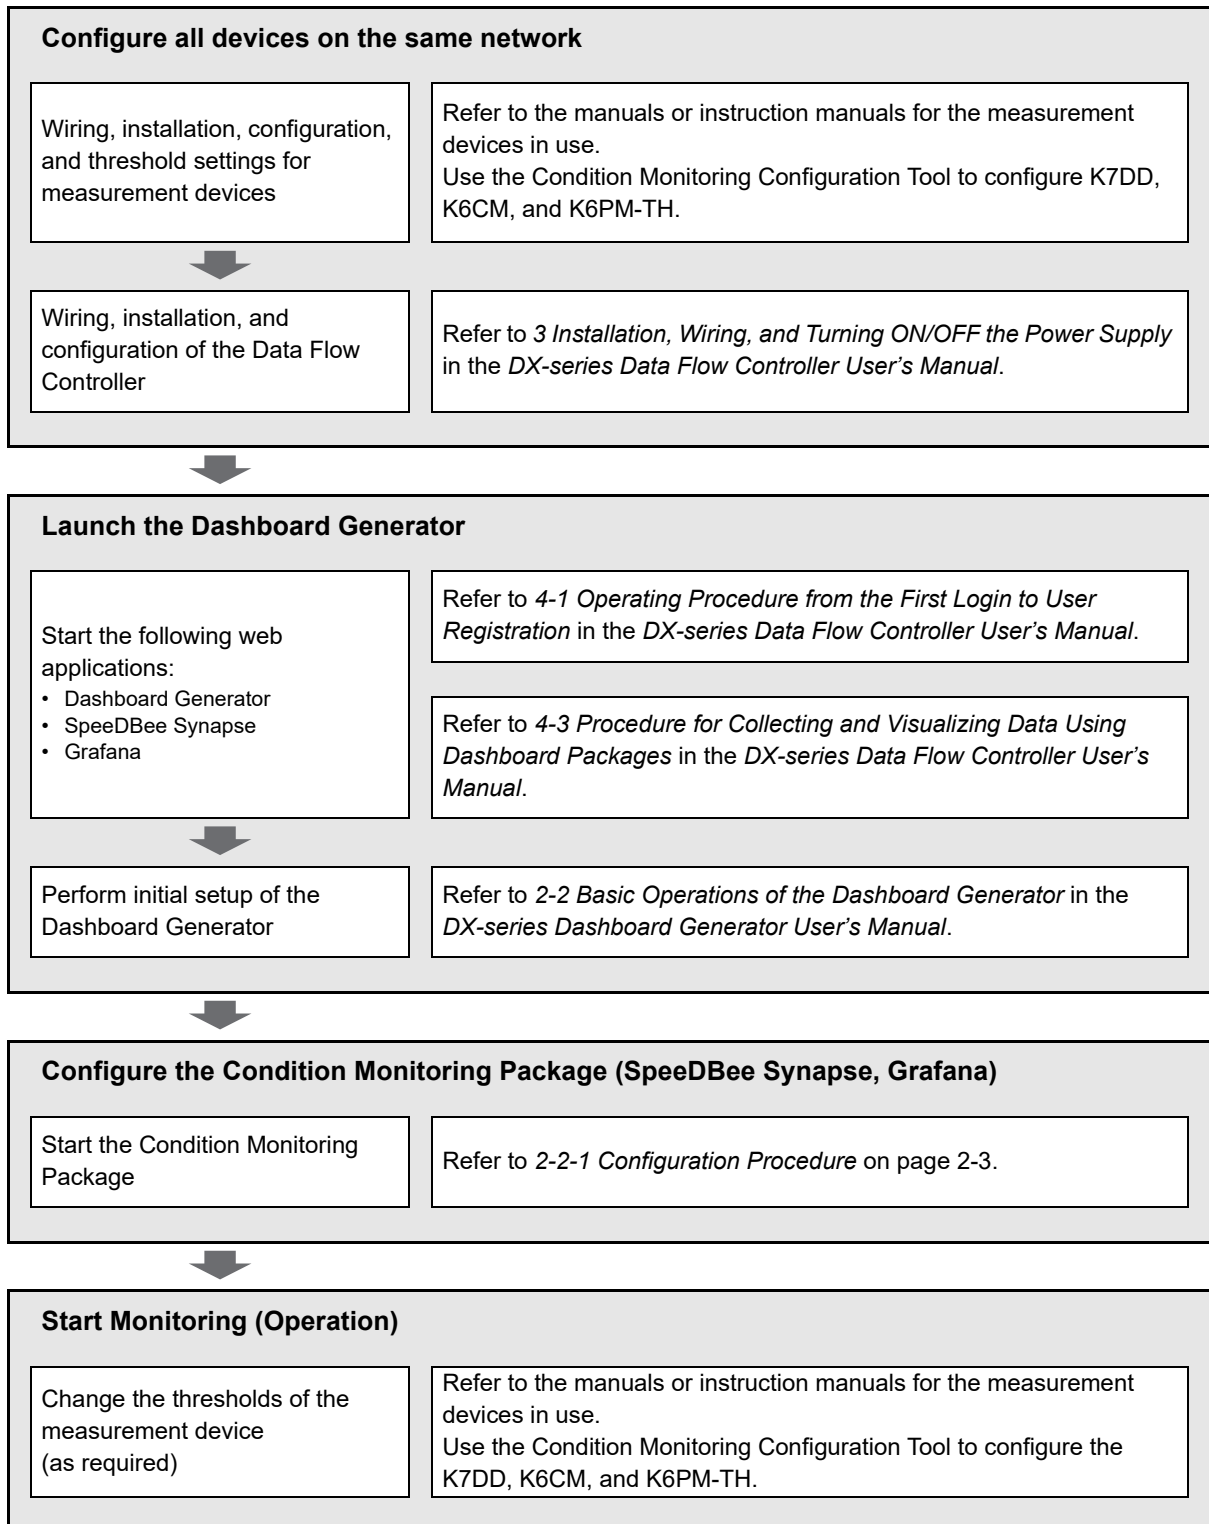 Configure all devices on the same network
Wiring, installation, configuration,
and threshold settings for
measurement devices
Refer to the manuals or instruction manuals for the measurement
devices in use.
Use the Condition Monitoring Configuration Tool to configure K7DD,
K6CM, and K6PM-TH.
Wiring, installation, and
configuration of the Data Flow
Controller
Refer to 3 Installation, Wiring, and Turning ON/OFF the Power Supply
in the DX-series Data Flow Controller User's Manual.
Launch the Dashboard Generator
Start the following web
applications:
• Dashboard Generator
• SpeeDBee Synapse
• Grafana
Refer to 4-1 Operating Procedure from the First Login to User
Registration in the DX-series Data Flow Controller User's Manual.
Refer to 4-3 Procedure for Collecting and Visualizing Data Using
Dashboard Packages in the DX-series Data Flow Controller User's
Manual.
Perform initial setup of the
Dashboard Generator
Refer to 2-2 Basic Operations of the Dashboard Generator in the
DX-series Dashboard Generator User's Manual.
Configure the Condition Monitoring Package (SpeeDBee Synapse, Grafana)
Start the Condition Monitoring
Package
Refer to 2-2-1 Configuration Procedure on page 2-3.
Start Monitoring (Operation)
Change the thresholds of the
measurement device
(as required)
Refer to the manuals or instruction manuals for the measurement
devices in use.
Use the Condition Monitoring Configuration Tool to configure the
K7DD, K6CM, and K6PM-TH.